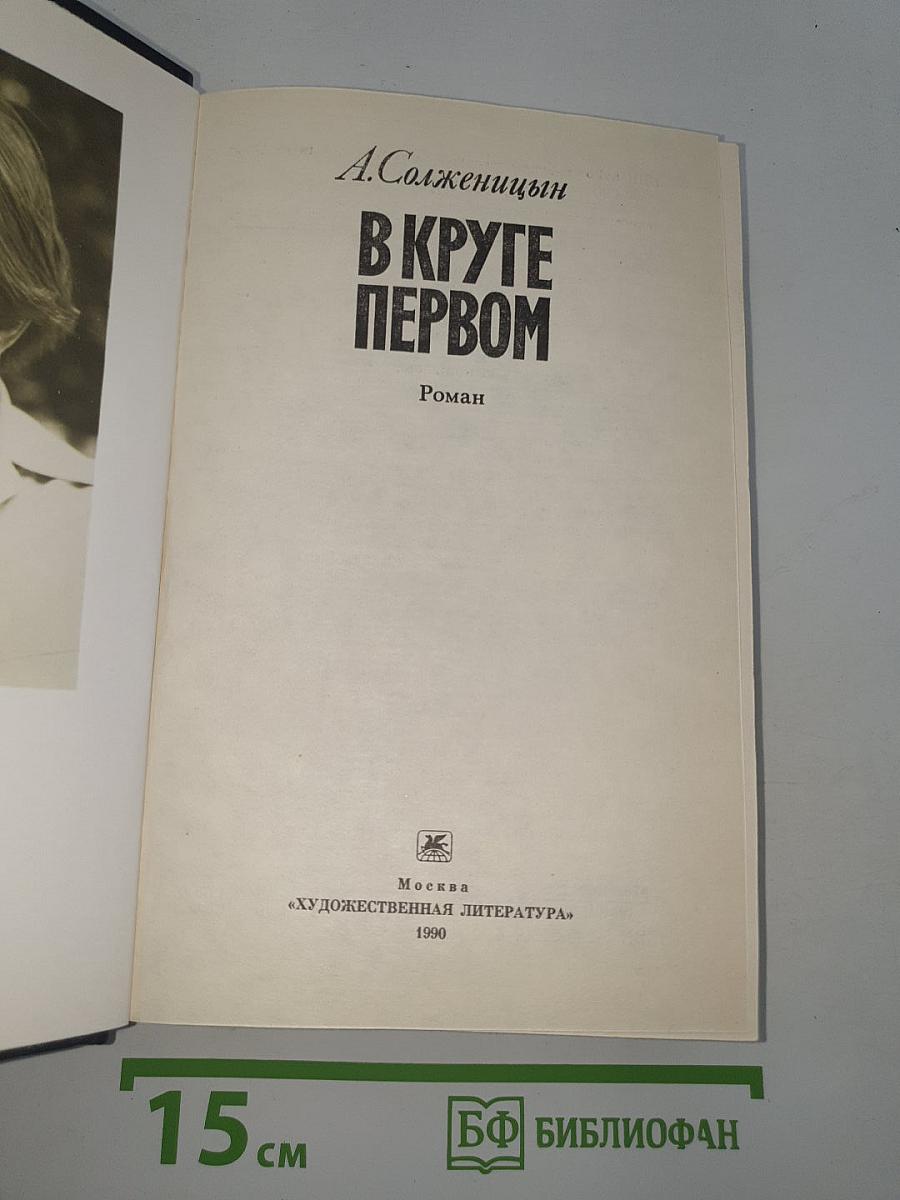 А.Солженицын
В КРУГЕ
ПЕРВОМ
Роман
Москва
«ХУДОЖЕСТВЕННАЯ ЛИТЕРАТУРА»
1990
15 см
БФ БИБЛИОФАН